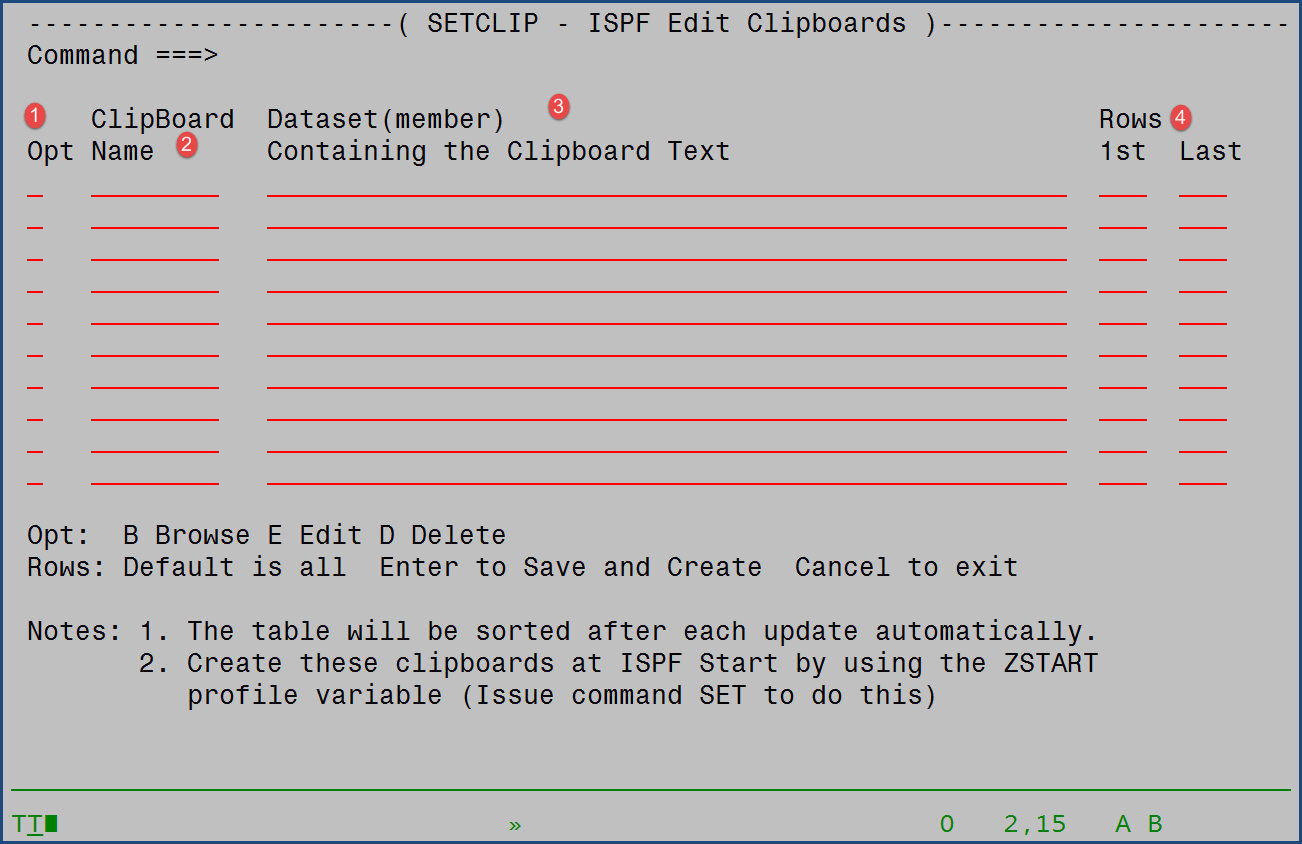 -----------------------( SETCLIP - ISPF Edit Clipboards )----------------------
Command ===>
1 ClipBoard Dataset(member) 3 Rows 4
Opt Name 2 Containing the Clipboard Text 1st Last
Opt: B Browse E Edit D Delete
Rows: Default is all Enter to Save and Create Cancel to exit
Notes: 1. The table will be sorted after each update automatically.
2. Create these clipboards at ISPF Start by using the ZSTART
profile variable (Issue command SET to do this)
TT■ » 0 2,15 A B